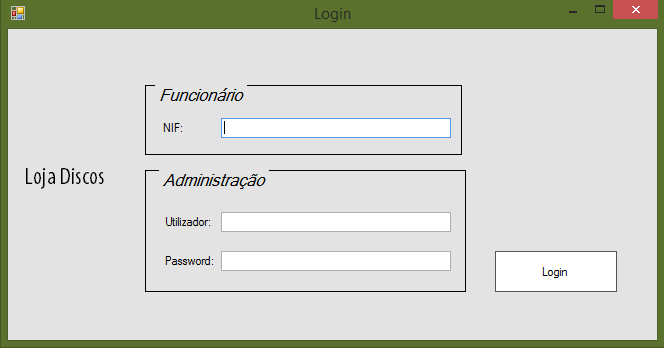 Login
Funcionário
NIF:
Loja Discos
Administração
Utilizador:
Password:
Login